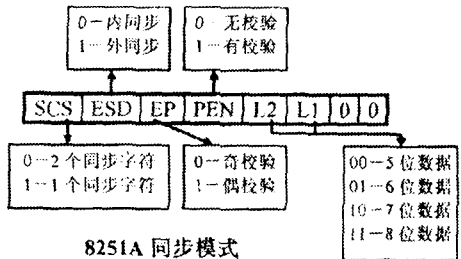 0－内同步
1－外同步
0－无校验
1－有校验
SCS ESD EP PEN L2 L1 0 0
0－2个同步字符
1－1个同步字符
0－奇校验
1－偶校验
00－5位数据
01－6位数据
10－7位数据
11－8位数据
8251A 同步模式